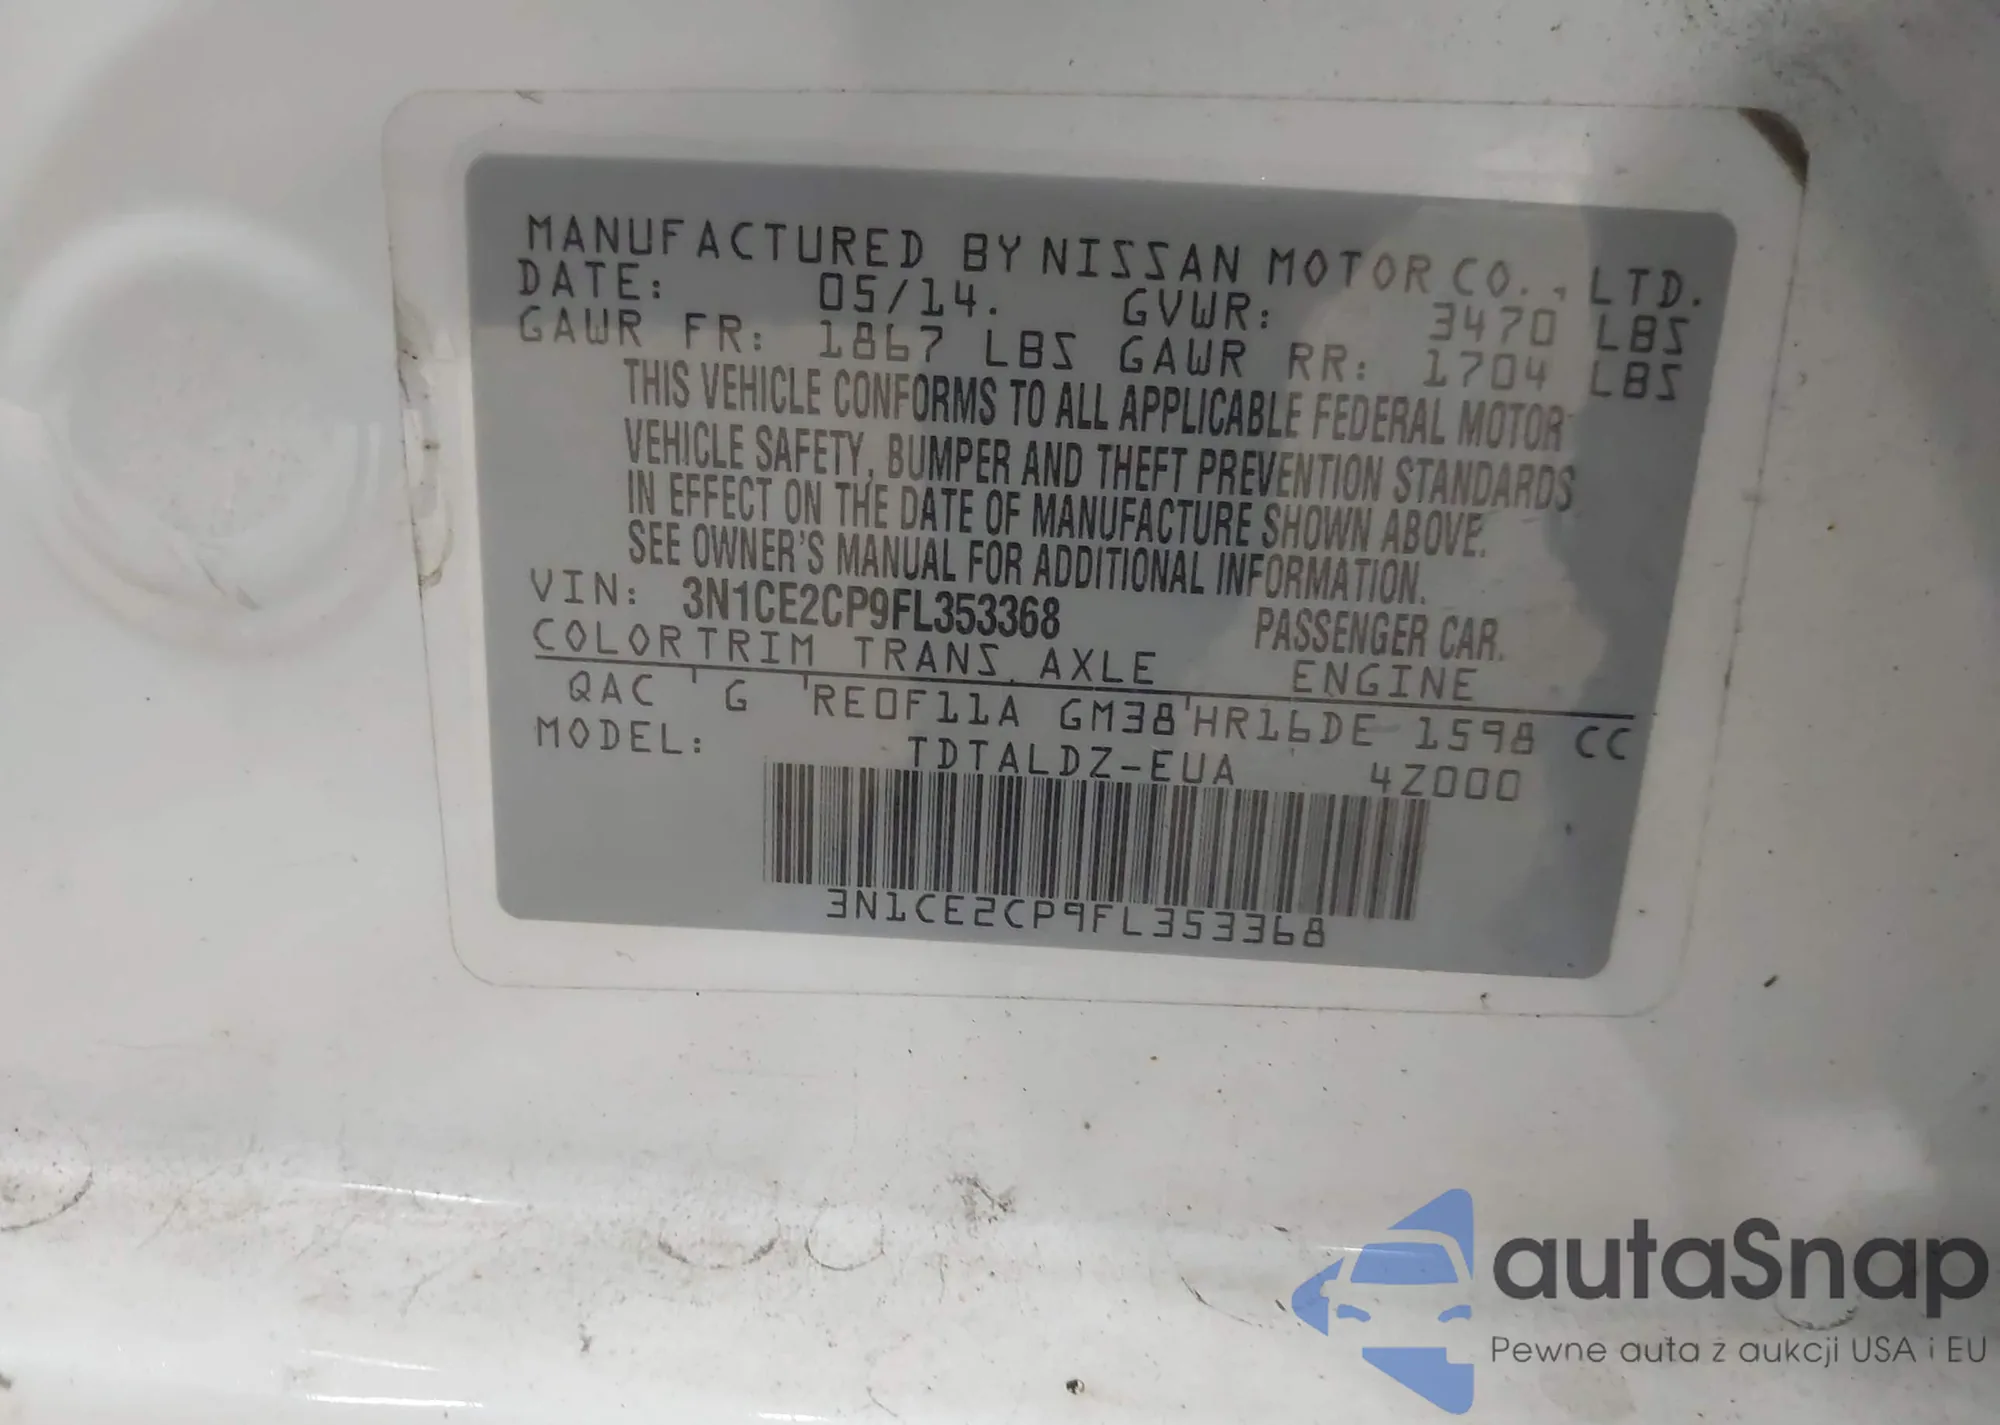 MANUFACTURED BY NISSAN MOTOR CO., LTD.
DATE: 05/14. GVWR: 3470 LBS
GAWR FR: 1867 LBS GAWR RR: 1704 LBS
THIS VEHICLE CONFORMS TO ALL APPLICABLE FEDERAL MOTOR
VEHICLE SAFETY, BUMPER AND THEFT PREVENTION STANDARDS
IN EFFECT ON THE DATE OF MANUFACTURE SHOWN ABOVE.
SEE OWNER'S MANUAL FOR ADDITIONAL INFORMATION.
VIN: 3N1CE2CP9FL353368 PASSENGER CAR.
COLOR TRIM TRANS. AXLE ENGINE
QAC G RE0F11A GM38 HR16DE 1598 CC
MODEL: TDTALDZ-EUA 4Z000
3N1CE2CP9FL353368
autaSnap
Pewne auta z aukcji USA i EU